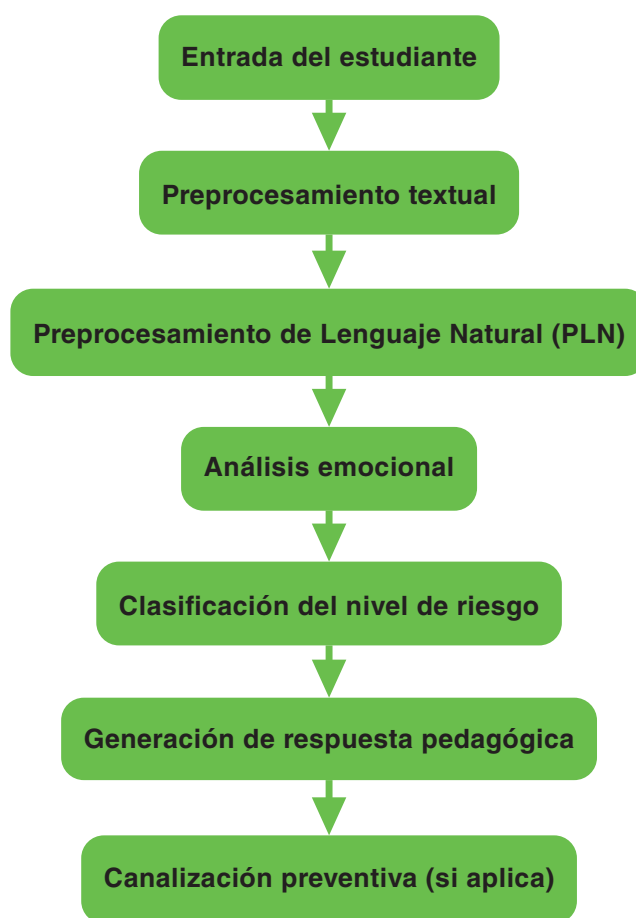 Entrada del estudiante
Preprocesamiento textual
Preprocesamiento de Lenguaje Natural (PLN)
Análisis emocional
Clasificación del nivel de riesgo
Generación de respuesta pedagógica
Canalización preventiva (si aplica)